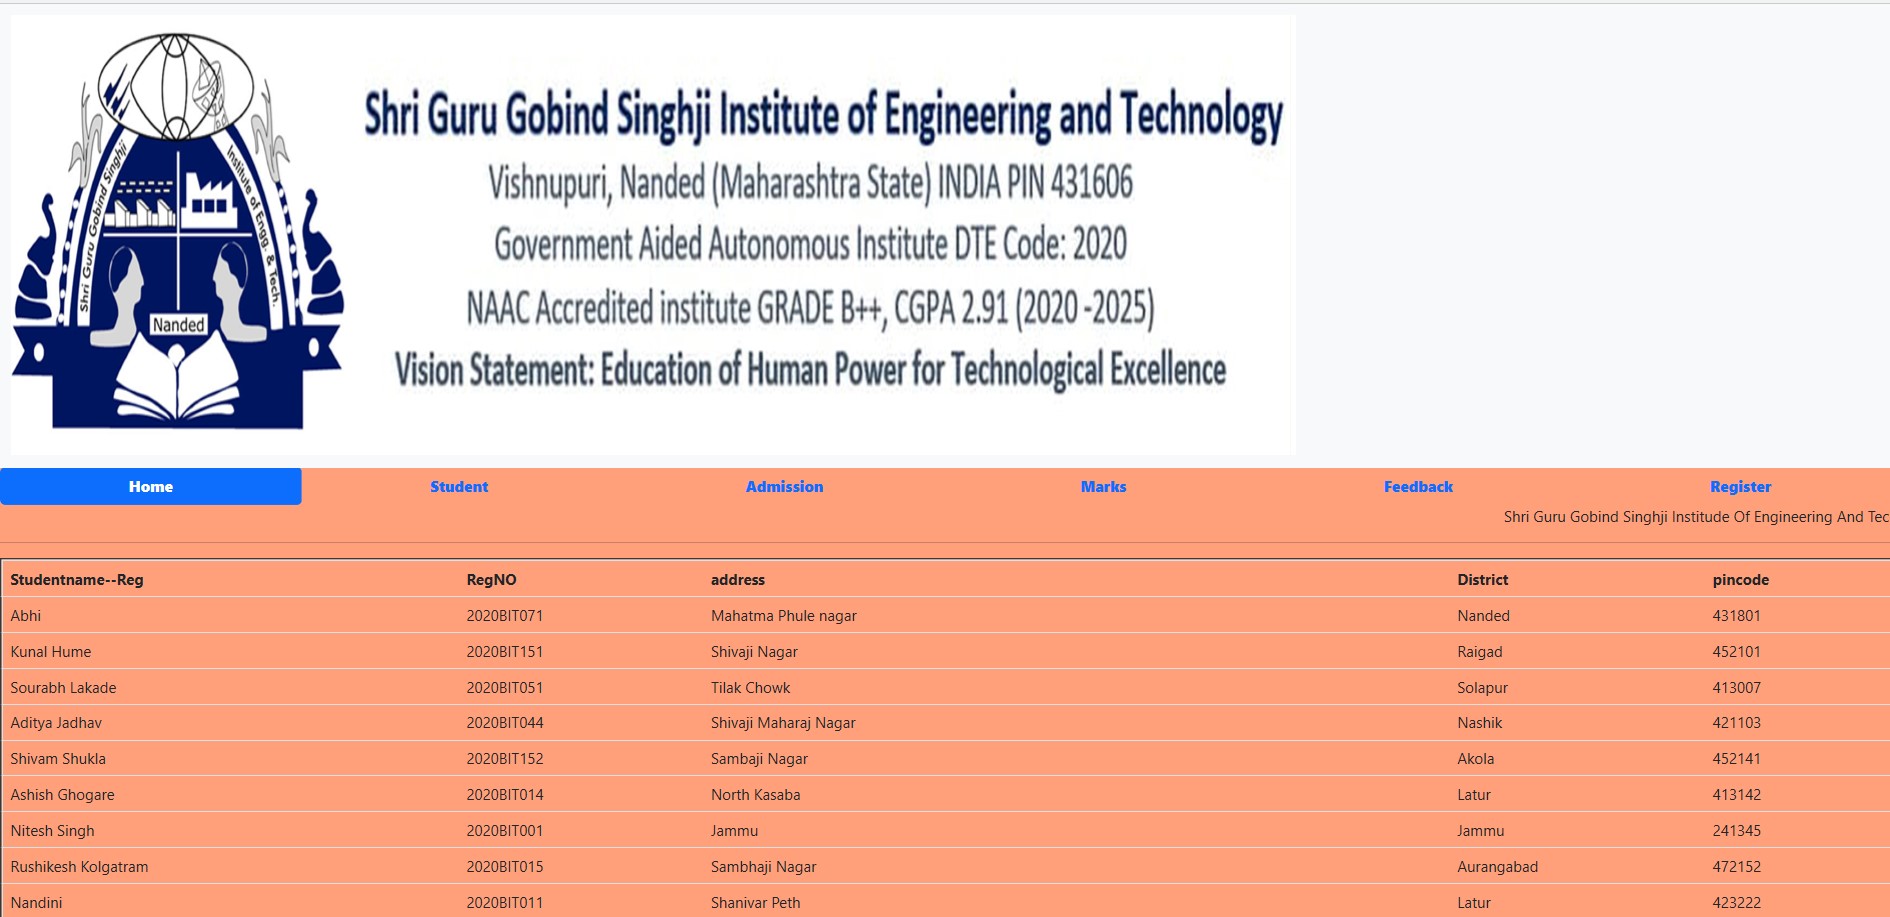 Shri Guru Gobind Singhji
Institute of Engg. & Tech.
Nanded
Shri Guru Gobind Singhji Institute of Engineering and Technology
Vishnupuri, Nanded (Maharashtra State) INDIA PIN 431606
Government Aided Autonomous Institute DTE Code: 2020
NAAC Accredited institute GRADE B++, CGPA 2.91 (2020 -2025)
Vision Statement: Education of Human Power for Technological Excellence
Home Student Admission Marks Feedback Register
Shri Guru Gobind Singhji Institude Of Engineering And Tec
Studentname--Reg RegNO address District pincode
Abhi 2020BIT071 Mahatma Phule nagar Nanded 431801
Kunal Hume 2020BIT151 Shivaji Nagar Raigad 452101
Sourabh Lakade 2020BIT051 Tilak Chowk Solapur 413007
Aditya Jadhav 2020BIT044 Shivaji Maharaj Nagar Nashik 421103
Shivam Shukla 2020BIT152 Sambaji Nagar Akola 452141
Ashish Ghogare 2020BIT014 North Kasaba Latur 413142
Nitesh Singh 2020BIT001 Jammu Jammu 241345
Rushikesh Kolgatram 2020BIT015 Sambhaji Nagar Aurangabad 472152
Nandini 2020BIT011 Shanivar Peth Latur 423222